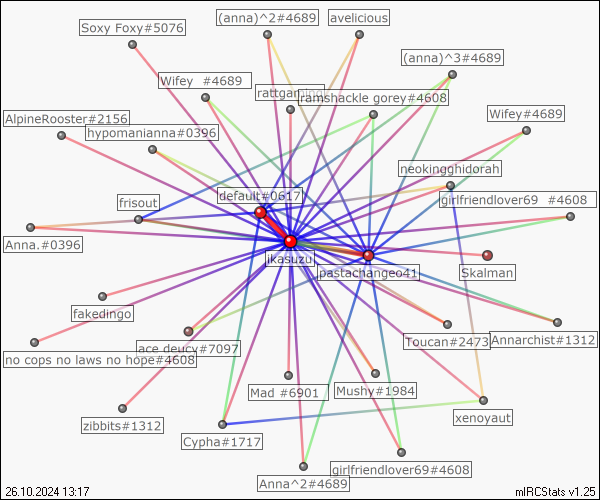 (anna)^2#4689
avelicious
Soxy Foxy#5076
(anna)^3#4689
Wifey #4689
ramshackle gorey#4608
AlpineRooster#2156
Wifey#4689
hypomanianna#0396
neokingghidorah
default#0617
girlfriendlover69 #4608
frisout
Anna.#0396
jkasuzu
pastachangeo41
Skalman
fakedingo
Toucan#2473
Annarchist#1312
ace deucy#7097
no cops no laws no hope#4608
Mad #6901
Mushy#1984
zibbits#1312
xenoyaut
Cypha#1717
girlfriendlover69#4608
Anna^2#4689
26.10.2024 13:17
mIRCStats v1.25